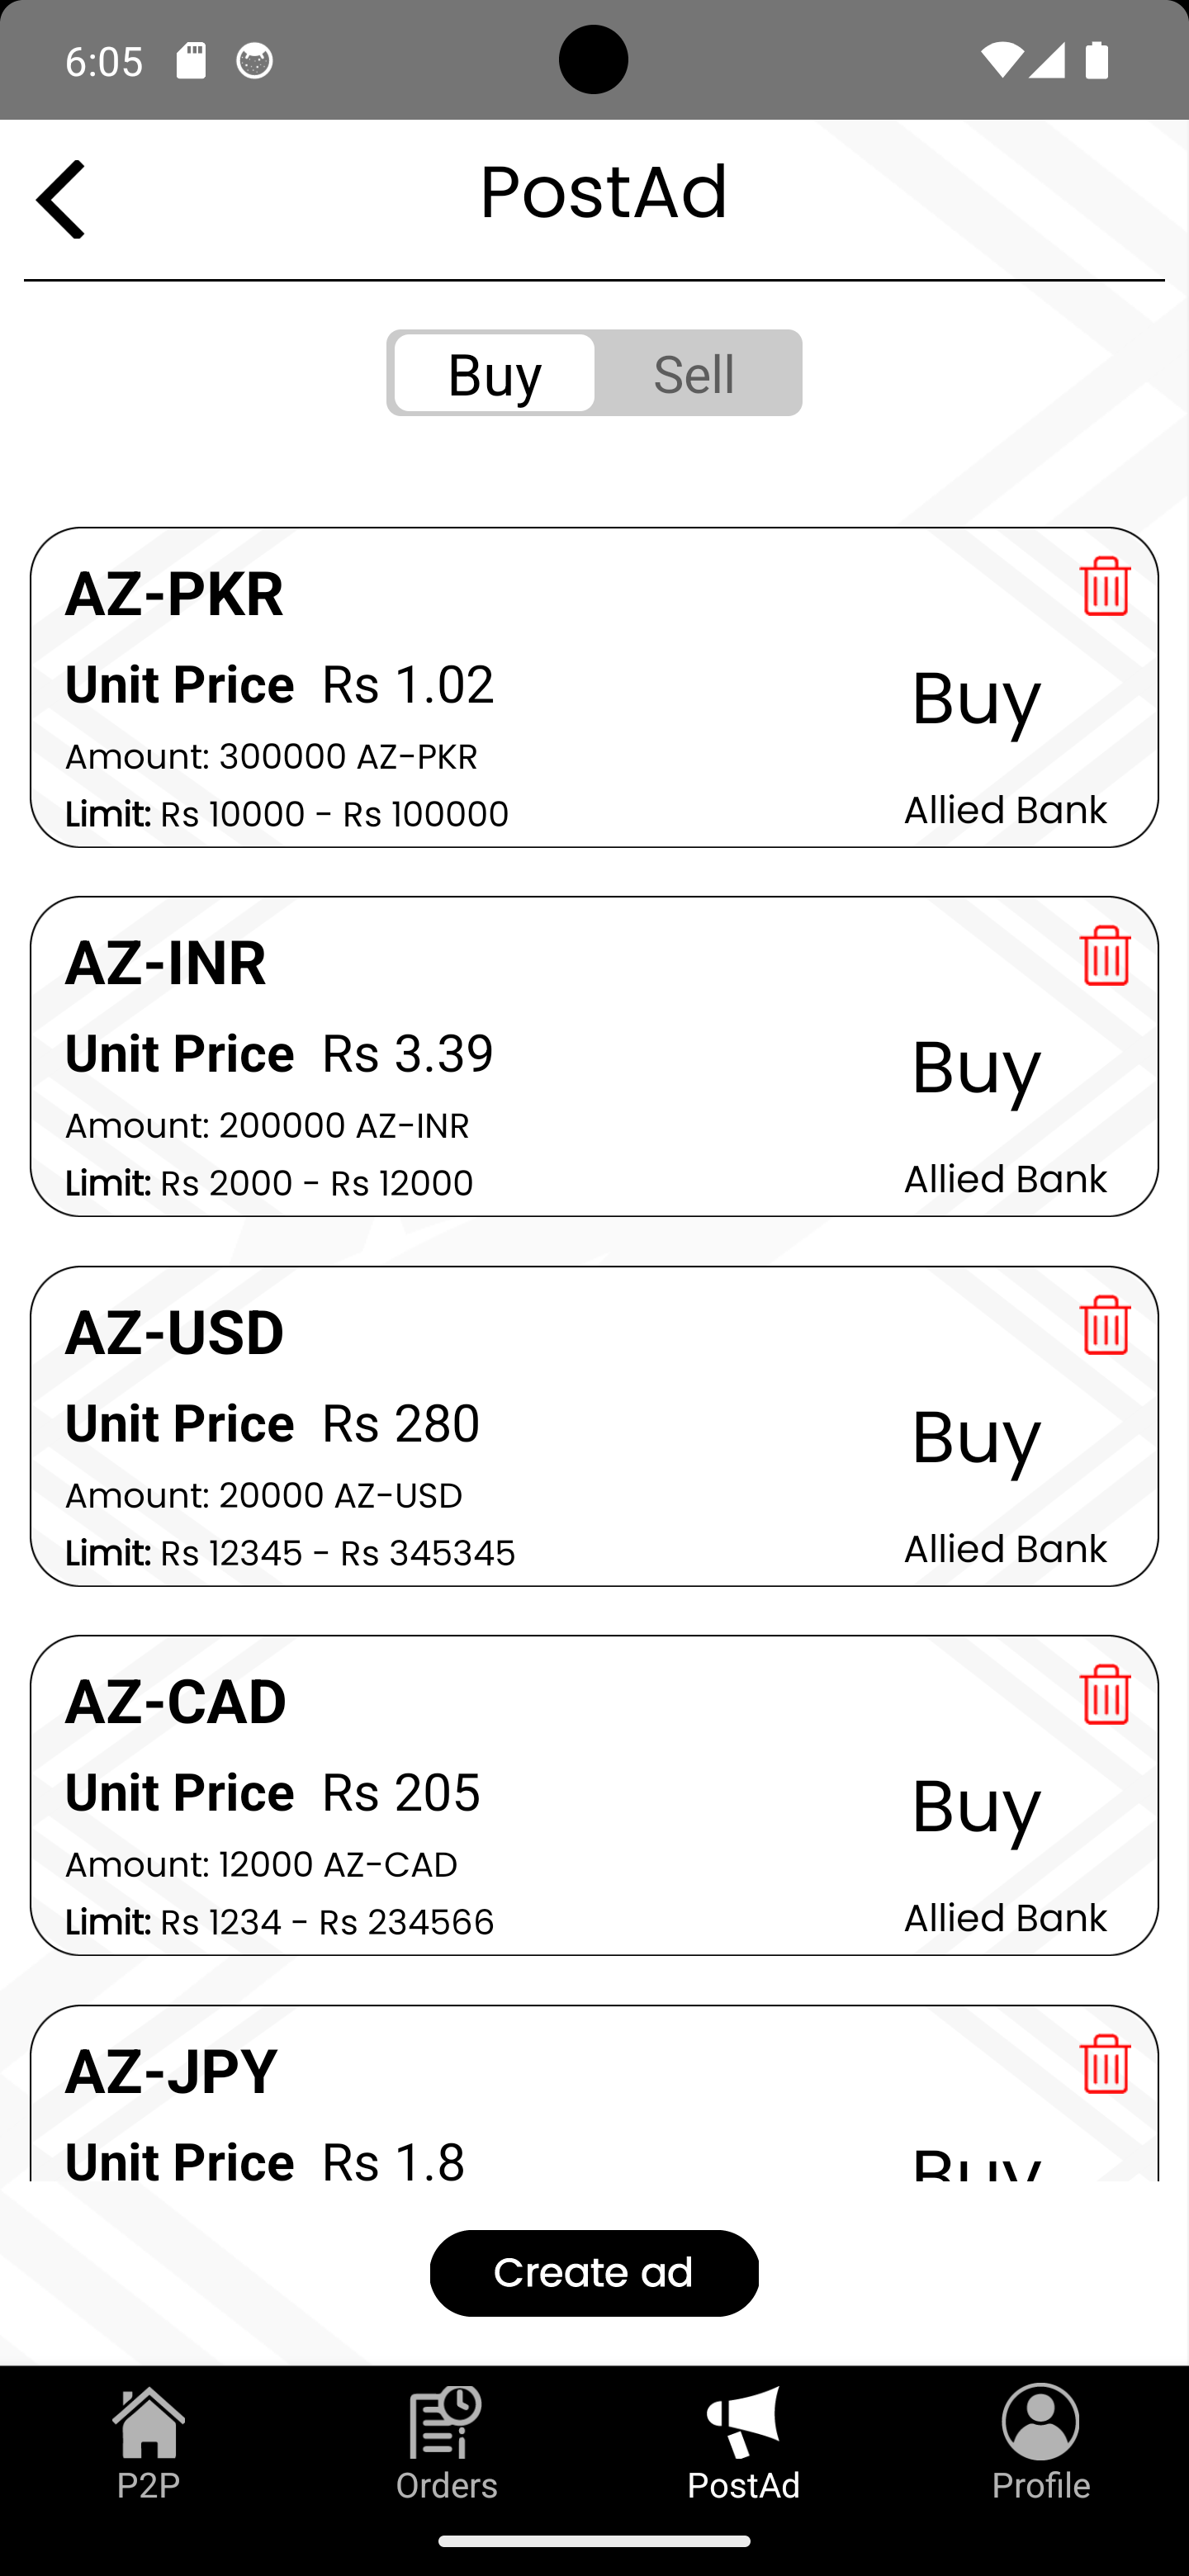 6:05
PostAd
Buy Sell
AZ-PKR
Unit Price Rs 1.02
Buy
Amount: 300000 AZ-PKR
Limit: Rs 10000 - Rs 100000
Allied Bank
AZ-INR
Unit Price Rs 3.39
Buy
Amount: 200000 AZ-INR
Limit: Rs 2000 - Rs 12000
Allied Bank
AZ-USD
Unit Price Rs 280
Buy
Amount: 20000 AZ-USD
Limit: Rs 12345 - Rs 345345
Allied Bank
AZ-CAD
Unit Price Rs 205
Buy
Amount: 12000 AZ-CAD
Limit: Rs 1234 - Rs 234566
Allied Bank
AZ-JPY
Unit Price Rs 1.8
Buy
Create ad
P2P Orders PostAd Profile